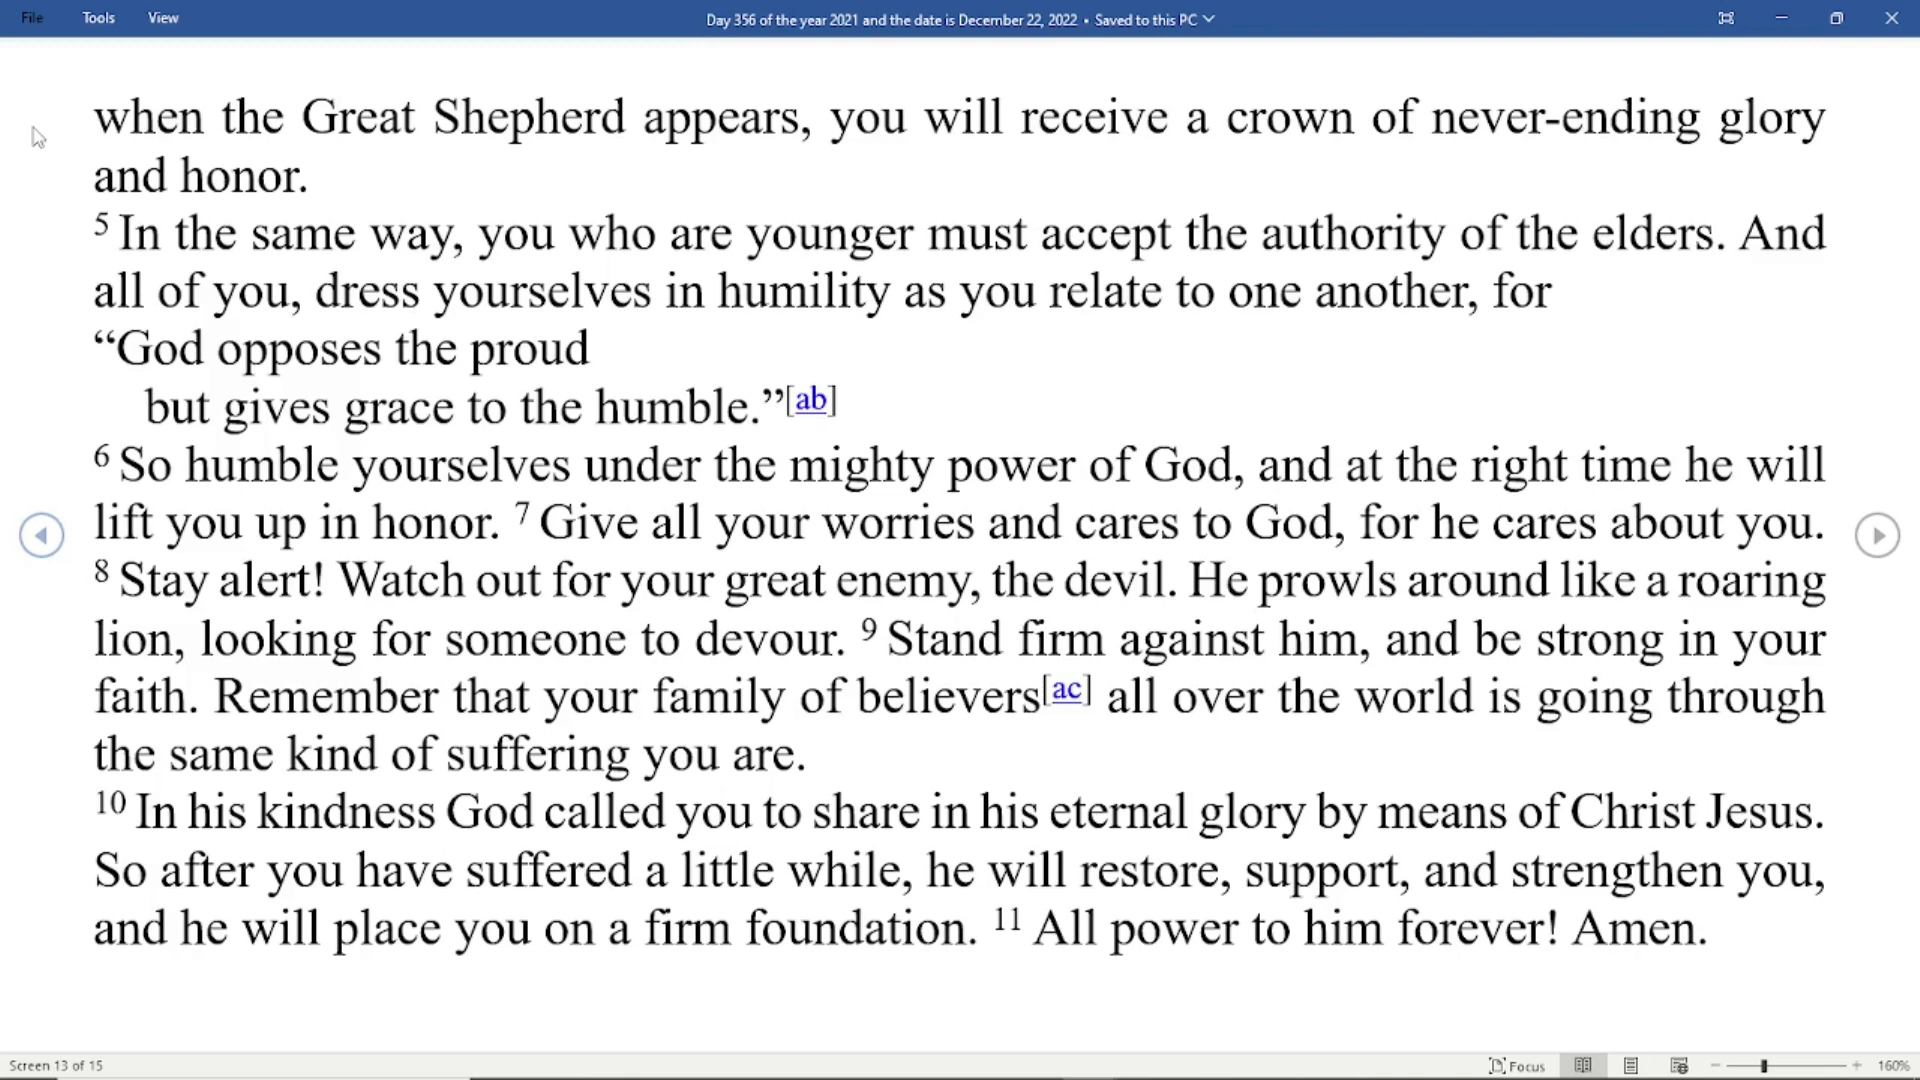 File Tools View Day 356 of the year 2021 and the date is December 22, 2022 • Saved to this PC
when the Great Shepherd appears, you will receive a crown of never-ending glory
and honor.
5 In the same way, you who are younger must accept the authority of the elders. And
all of you, dress yourselves in humility as you relate to one another, for
“God opposes the proud
but gives grace to the humble.”[ab]
6 So humble yourselves under the mighty power of God, and at the right time he will
lift you up in honor. 7 Give all your worries and cares to God, for he cares about you.
8 Stay alert! Watch out for your great enemy, the devil. He prowls around like a roaring
lion, looking for someone to devour. 9 Stand firm against him, and be strong in your
faith. Remember that your family of believers[ac] all over the world is going through
the same kind of suffering you are.
10 In his kindness God called you to share in his eternal glory by means of Christ Jesus.
So after you have suffered a little while, he will restore, support, and strengthen you,
and he will place you on a firm foundation. 11 All power to him forever! Amen.
Screen 13 of 15 Focus 160%